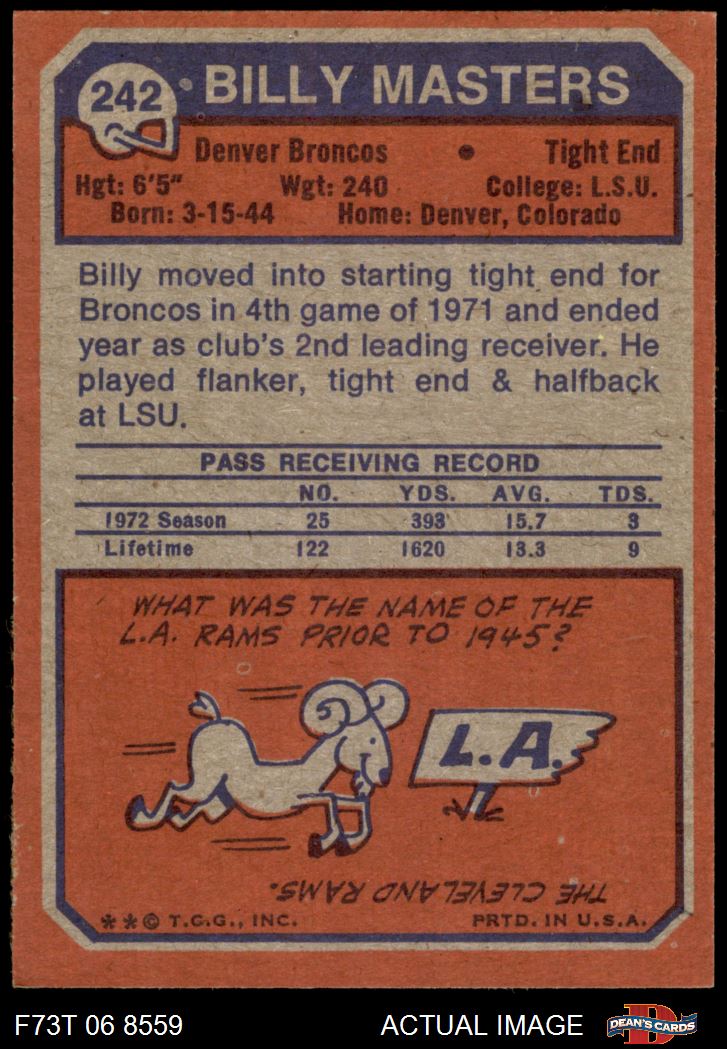 242 BILLY MASTERS
Denver Broncos • Tight End
Hgt: 6'5" Wgt: 240 College: L.S.U.
Born: 3-15-44 Home: Denver, Colorado
Billy moved into starting tight end for
Broncos in 4th game of 1971 and ended
year as club's 2nd leading receiver. He
played flanker, tight end & halfback
at LSU.
PASS RECEIVING RECORD
NO. YDS. AVG. TDS.
1972 Season 25 393 15.7 3
Lifetime 122 1620 13.3 9
WHAT WAS THE NAME OF THE
L.A. RAMS PRIOR TO 1945?
L.A.
THE CLEVELAND RAMS.
**© T.C.G., INC. PRTD. IN U.S.A.
F73T 06 8559 ACTUAL IMAGE DEAN'S CARDS